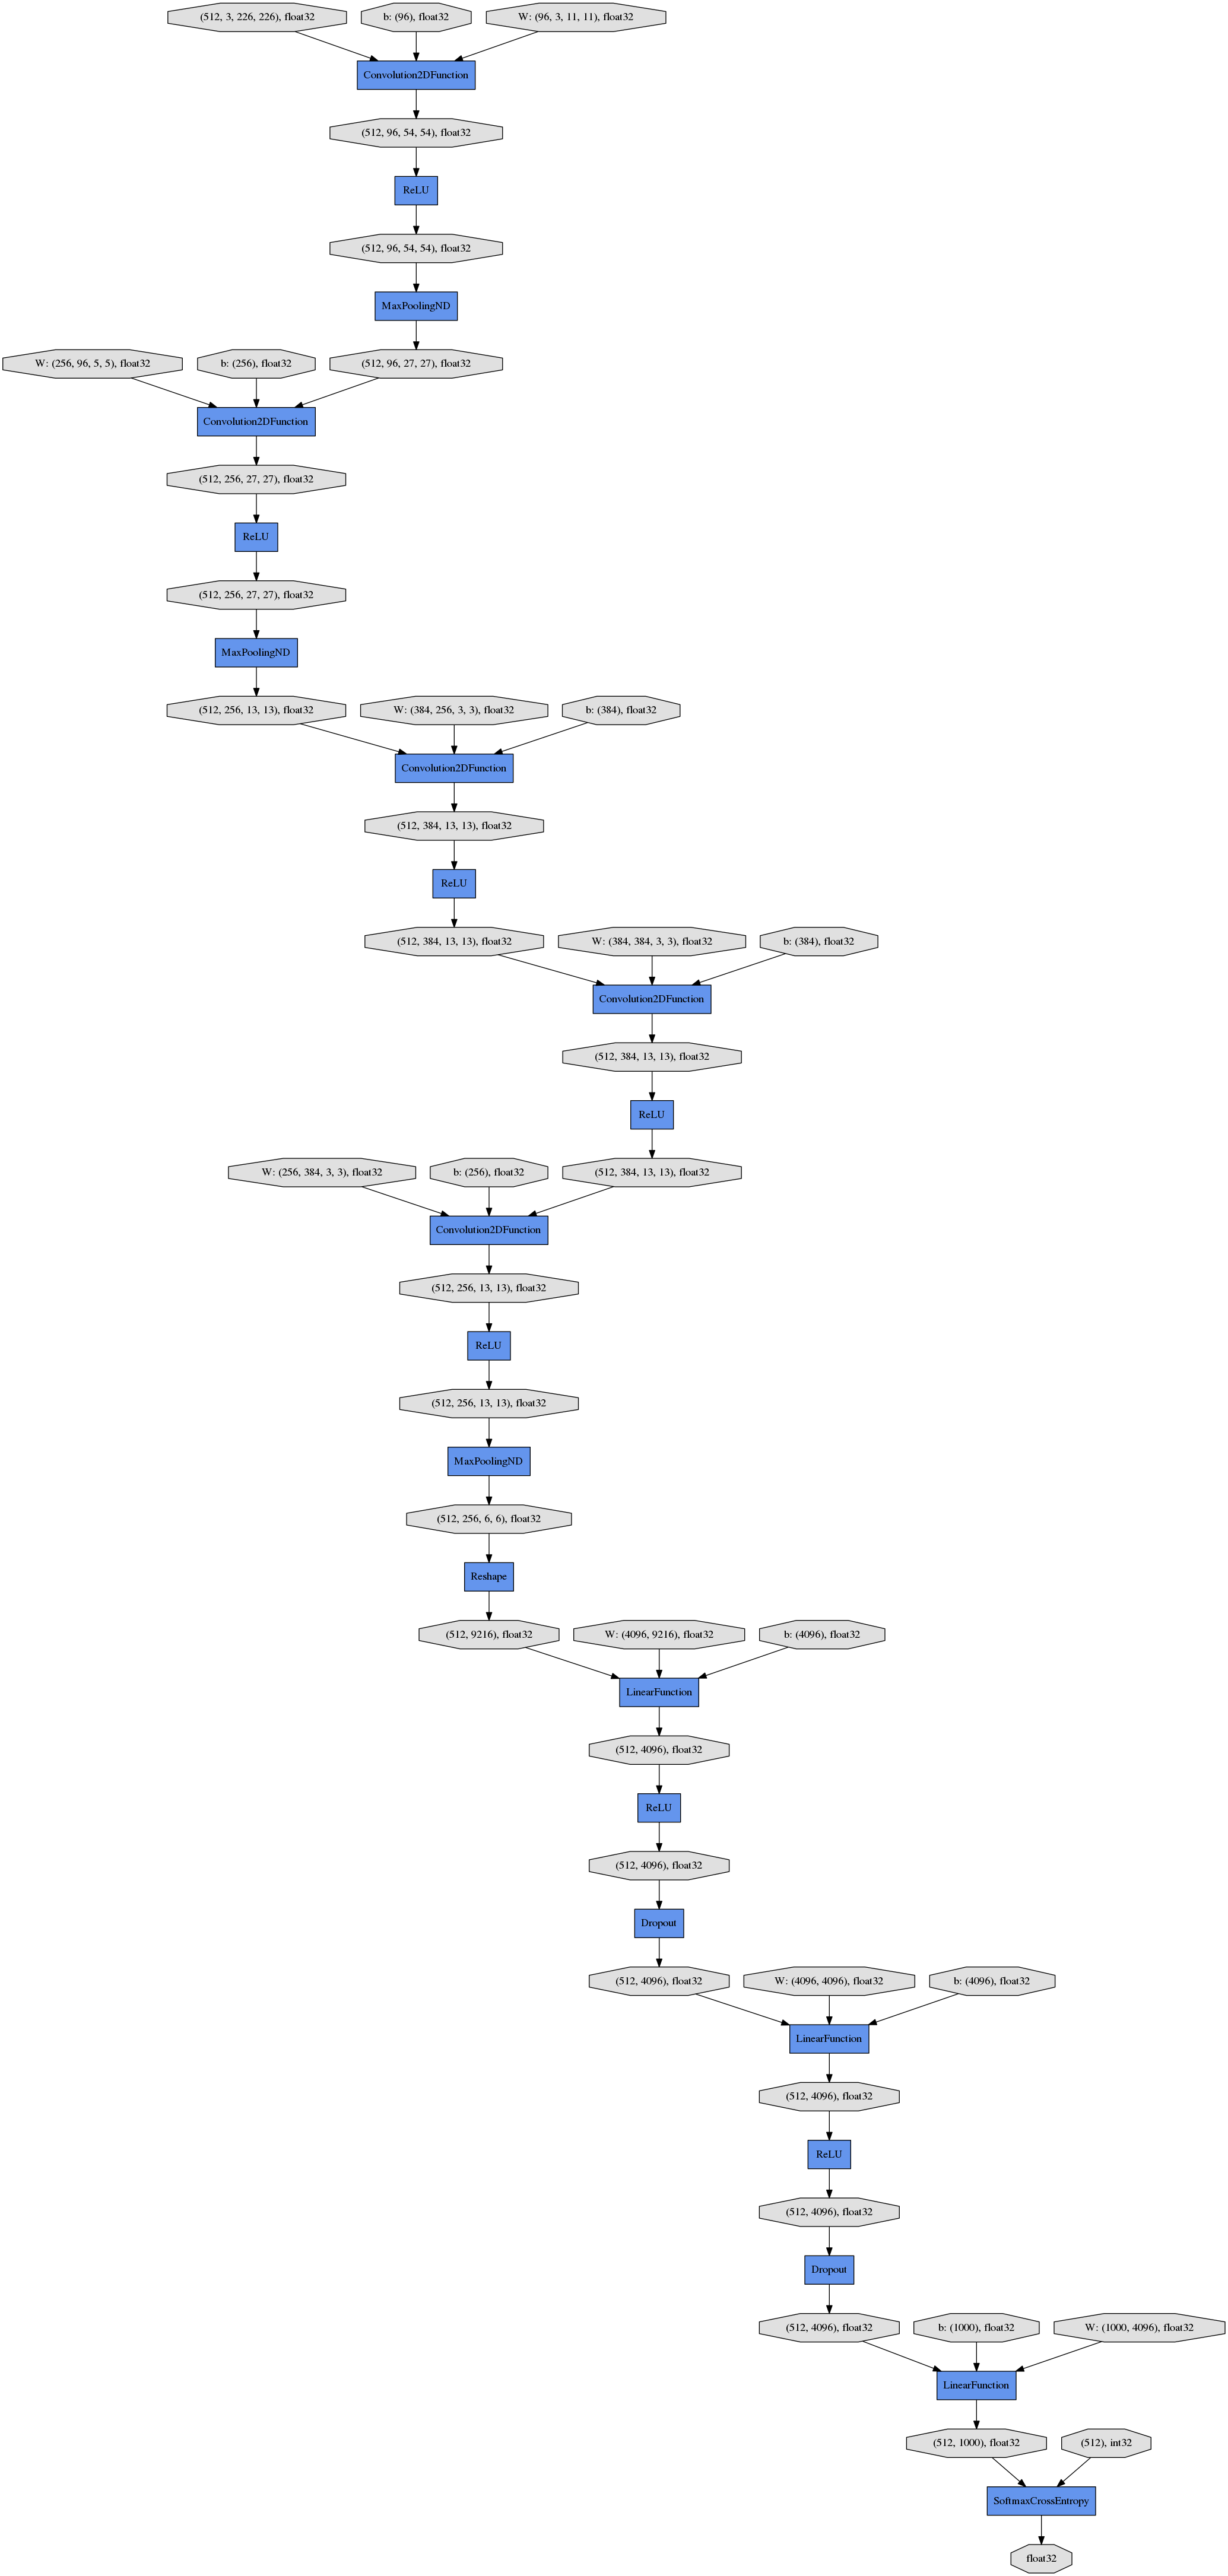 (512, 3, 226, 226), float32
b: (96), float32
W: (96, 3, 11, 11), float32
Convolution2DFunction
(512, 96, 54, 54), float32
ReLU
(512, 96, 54, 54), float32
MaxPoolingND
W: (256, 96, 5, 5), float32
b: (256), float32
(512, 96, 27, 27), float32
Convolution2DFunction
(512, 256, 27, 27), float32
ReLU
(512, 256, 27, 27), float32
MaxPoolingND
(512, 256, 13, 13), float32
W: (384, 256, 3, 3), float32
b: (384), float32
Convolution2DFunction
(512, 384, 13, 13), float32
ReLU
(512, 384, 13, 13), float32
W: (384, 384, 3, 3), float32
b: (384), float32
Convolution2DFunction
(512, 384, 13, 13), float32
ReLU
W: (256, 384, 3, 3), float32
b: (256), float32
(512, 384, 13, 13), float32
Convolution2DFunction
(512, 256, 13, 13), float32
ReLU
(512, 256, 13, 13), float32
MaxPoolingND
(512, 256, 6, 6), float32
Reshape
(512, 9216), float32
W: (4096, 9216), float32
b: (4096), float32
LinearFunction
(512, 4096), float32
ReLU
(512, 4096), float32
Dropout
(512, 4096), float32
W: (4096, 4096), float32
b: (4096), float32
LinearFunction
(512, 4096), float32
ReLU
(512, 4096), float32
Dropout
(512, 4096), float32
b: (1000), float32
W: (1000, 4096), float32
LinearFunction
(512, 1000), float32
(512), int32
SoftmaxCrossEntropy
float32